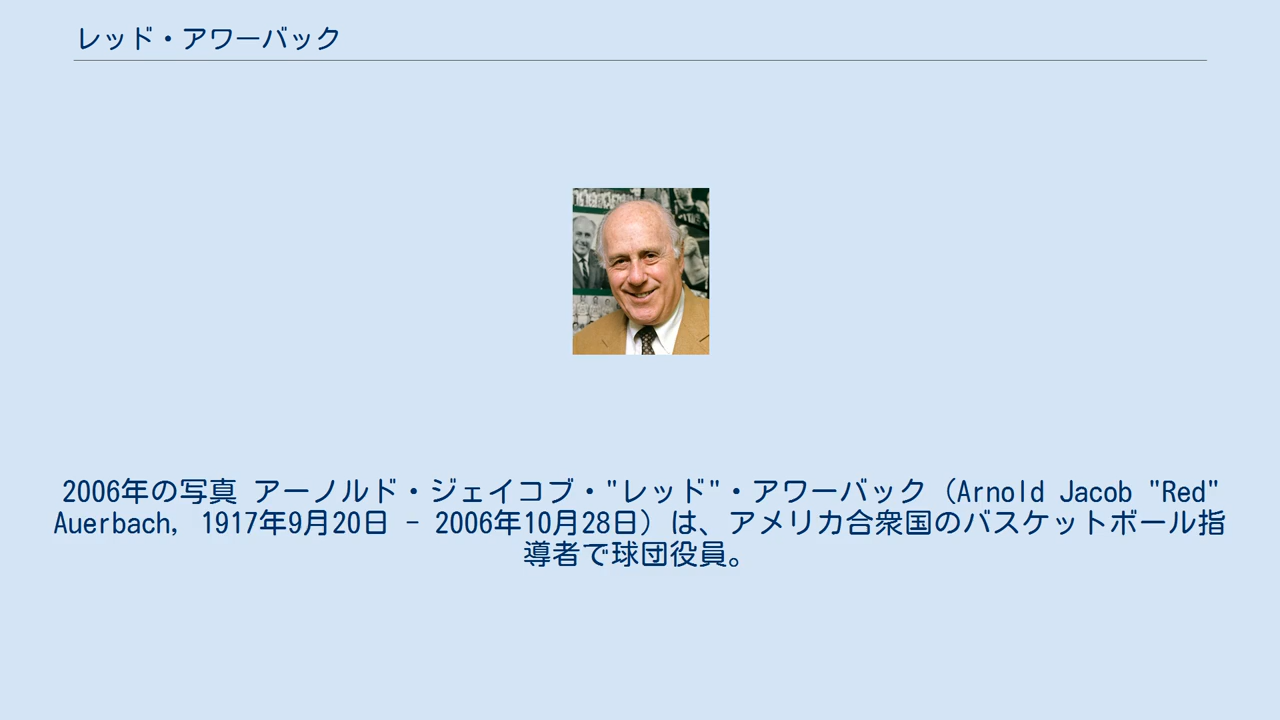 レッド・アワーバック
2006年の写真 アーノルド・ジェイコブ・"レッド"・アワーバック（Arnold Jacob "Red"
Auerbach, 1917年9月20日 - 2006年10月28日）は、アメリカ合衆国のバスケットボール指
導者で球団役員。